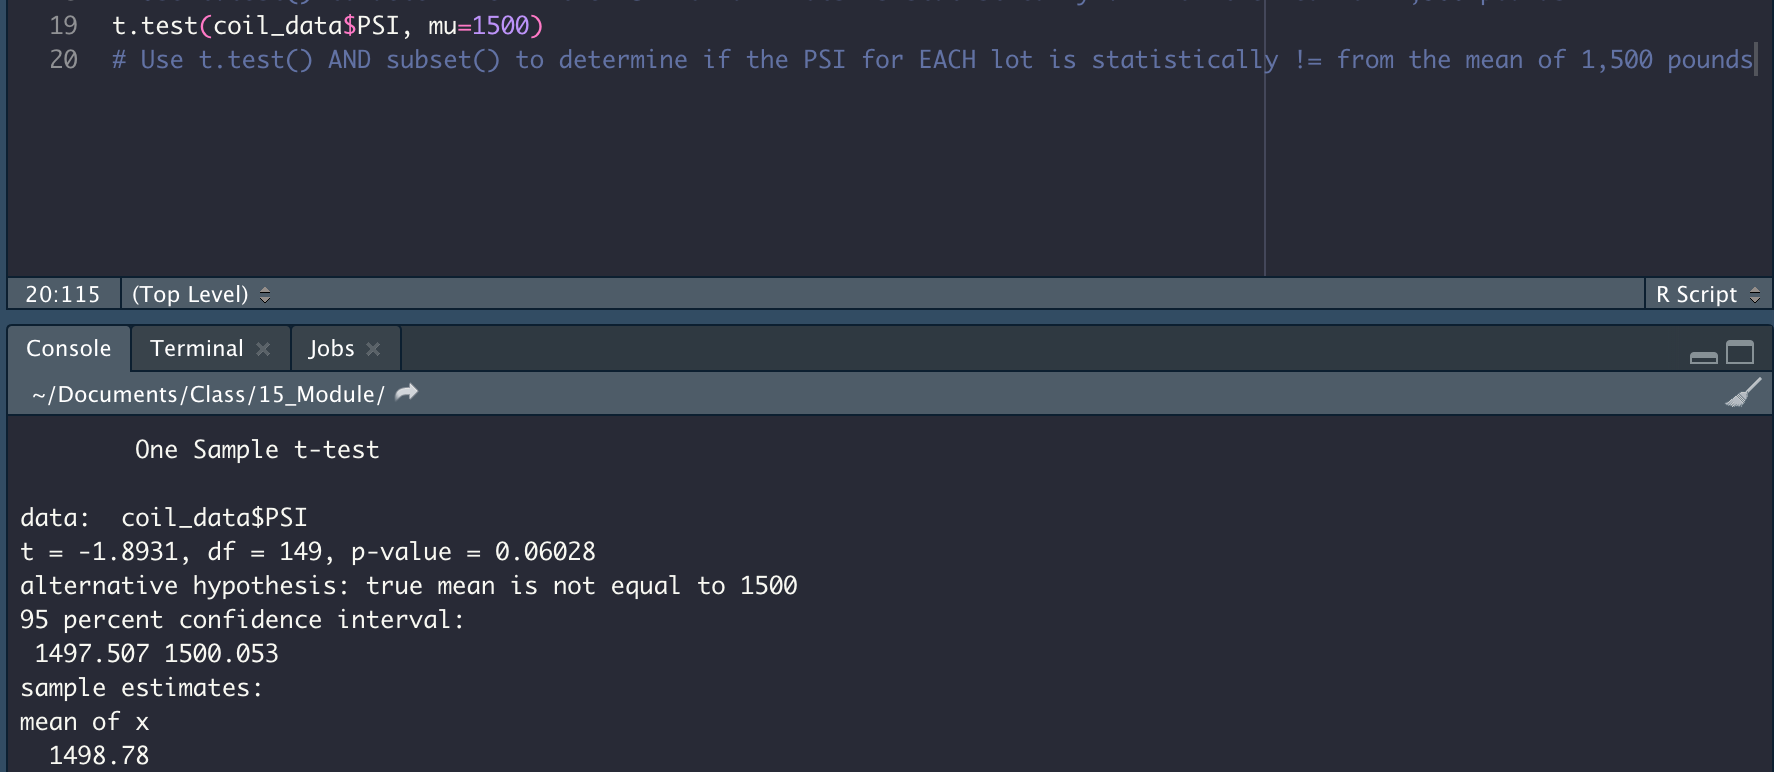 19 t.test(coil_data$PSI, mu=1500)
20 # Use t.test() AND subset() to determine if the PSI for EACH lot is statistically != from the mean of 1,500 pounds
20:115 (Top Level) R Script
Console Terminal Jobs
~/Documents/Class/15_Module/
One Sample t-test
data:  coil_data$PSI
t = -1.8931, df = 149, p-value = 0.06028
alternative hypothesis: true mean is not equal to 1500
95 percent confidence interval:
1497.507 1500.053
sample estimates:
mean of x
1498.78